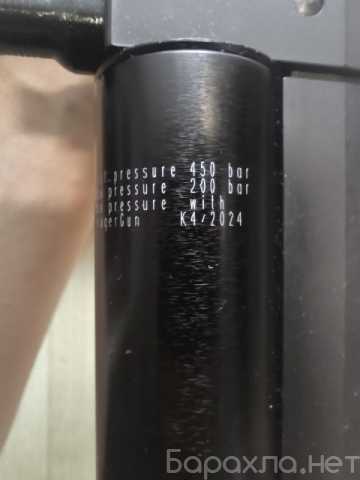 pressure 450 bar
pressure 200 bar
pressure with
K4/2024
Барахла.нет